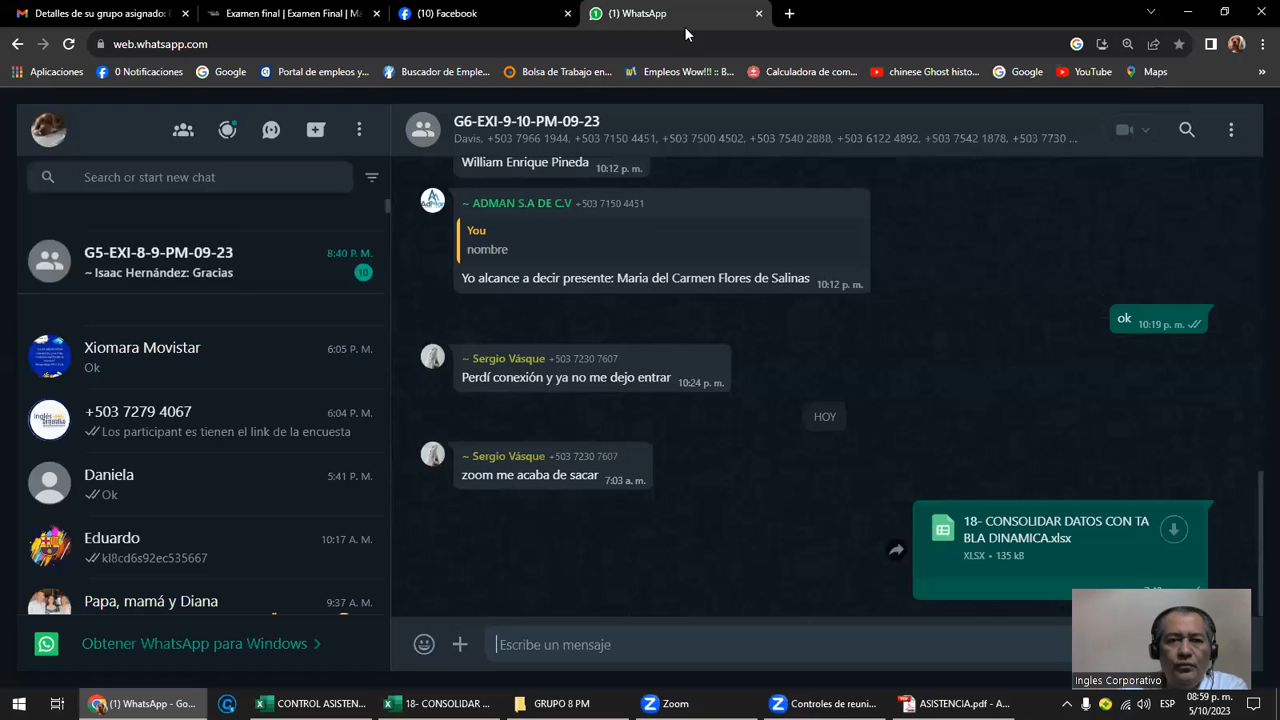 Detalles de su grupo asignado: E
Examen final | Examen Final | Ma
(10) Facebook
(1) WhatsApp
web.whatsapp.com
Aplicaciones
0 Notificaciones
Google
Portal de empleos y...
Buscador de Emple...
Bolsa de Trabajo en...
Empleos Wow!!! :: B...
Calculadora de com...
chinese Ghost histo...
Google
YouTube
Maps
G6-EXI-9-10-PM-09-23
Davis, +503 7966 1944, +503 7150 4451, +503 7500 4502, +503 7540 2888, +503 6122 4892, +503 7542 1878, +503 7730 ...
Search or start new chat
G5-EXI-8-9-PM-09-23
8:40 P. M.
~ Isaac Hernández: Gracias
10
Xiomara Movistar
6:05 P. M.
Ok
+503 7279 4067
6:04 P. M.
Los participant es tienen el link de la encuesta
Daniela
5:41 P. M.
Ok
Eduardo
10:17 A. M.
kl8cd6s92ec535667
Papa, mamá y Diana
9:37 A. M.
Obtener WhatsApp para Windows
William Enrique Pineda
10:12 p. m.
~ ADMAN S.A DE C.V +503 7150 4451
You
nombre
Yo alcance a decir presente: Maria del Carmen Flores de Salinas
10:12 p. m.
ok
10:19 p. m.
~ Sergio Vásque +503 7230 7607
Perdí conexión y ya no me dejo entrar
10:24 p. m.
HOY
~ Sergio Vásque +503 7230 7607
zoom me acaba de sacar
7:03 a. m.
18- CONSOLIDAR DATOS CON TA
BLA DINAMICA.xlsx
XLSX • 135 kB
Escribe un mensaje
Ingles Corporativo
(1) WhatsApp - Go...
CONTROL ASISTEN...
18- CONSOLIDAR ...
GRUPO 8 PM
Zoom
Controles de reuni...
ASISTENCIA.pdf - A...
ESP
08:59 p. m.
5/10/2023